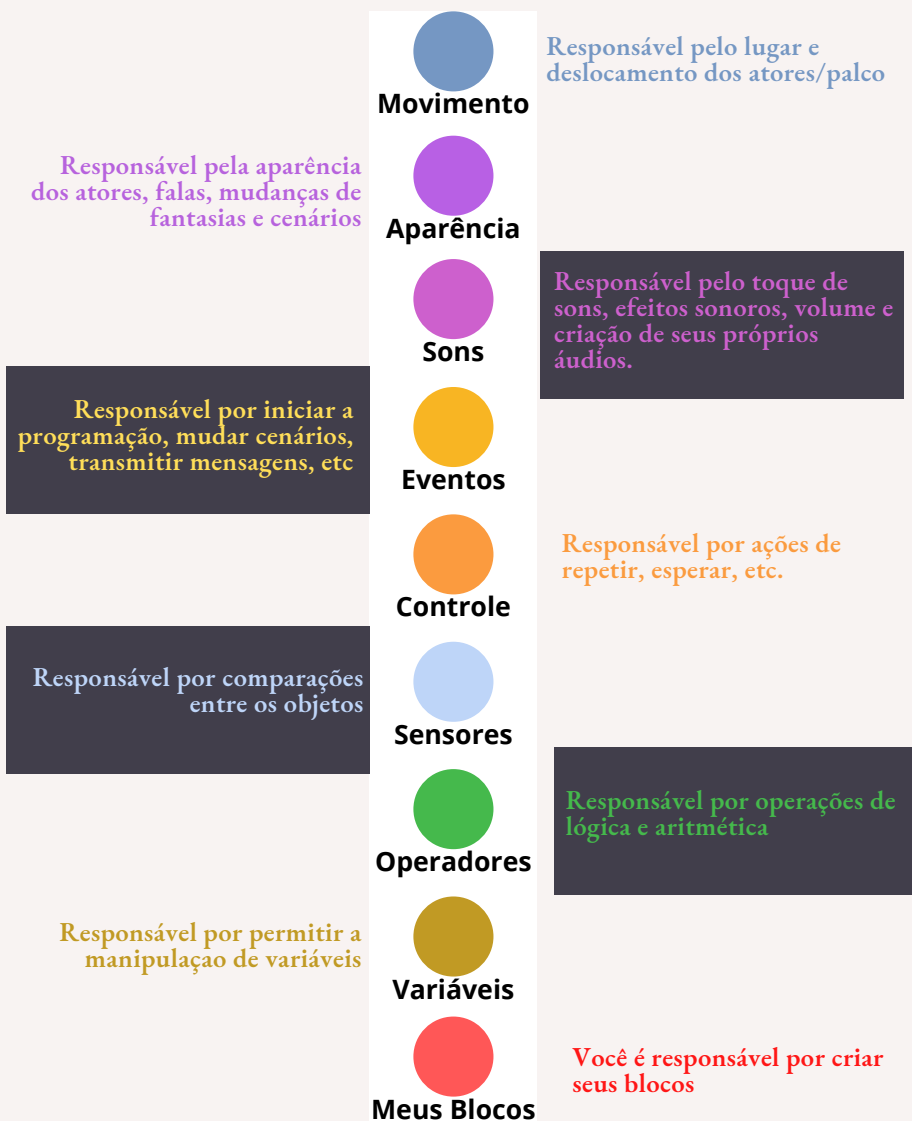 Responsável pelo lugar e
deslocamento dos atores/palco
Movimento
Responsável pela aparência
dos atores, falas, mudanças de
fantasias e cenários
Aparência
Responsável pelo toque de
sons, efeitos sonoros, volume e
criação de seus próprios
áudios.
Sons
Responsável por iniciar a
programação, mudar cenários,
transmitir mensagens, etc
Eventos
Responsável por ações de
repetir, esperar, etc.
Controle
Responsável por comparações
entre os objetos
Sensores
Responsável por operações de
lógica e aritmética
Operadores
Responsável por permitir a
manipulaçao de variáveis
Variáveis
Você é responsável por criar
seus blocos
Meus Blocos